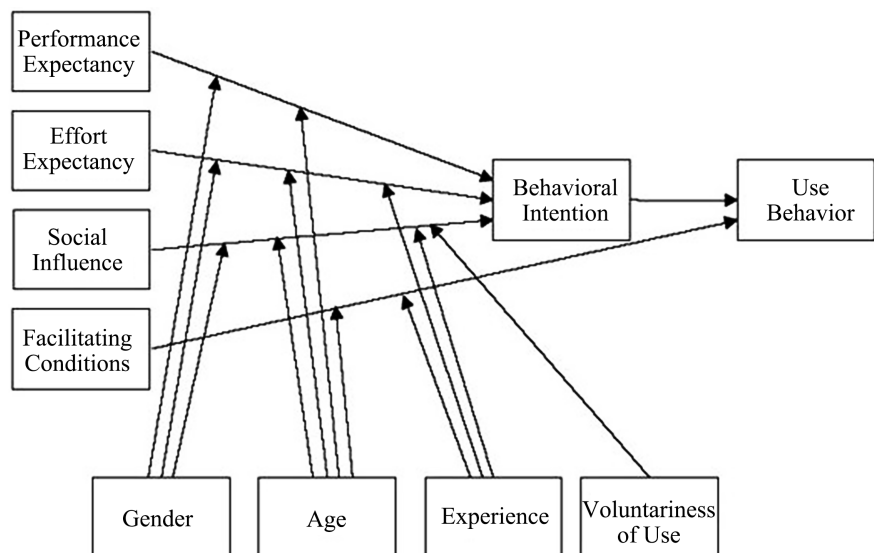 Performance
Expectancy
Effort
Expectancy
Social
Influence
Facilitating
Conditions
Behavioral
Intention
Use
Behavior
Gender
Age
Experience
Voluntariness
of Use